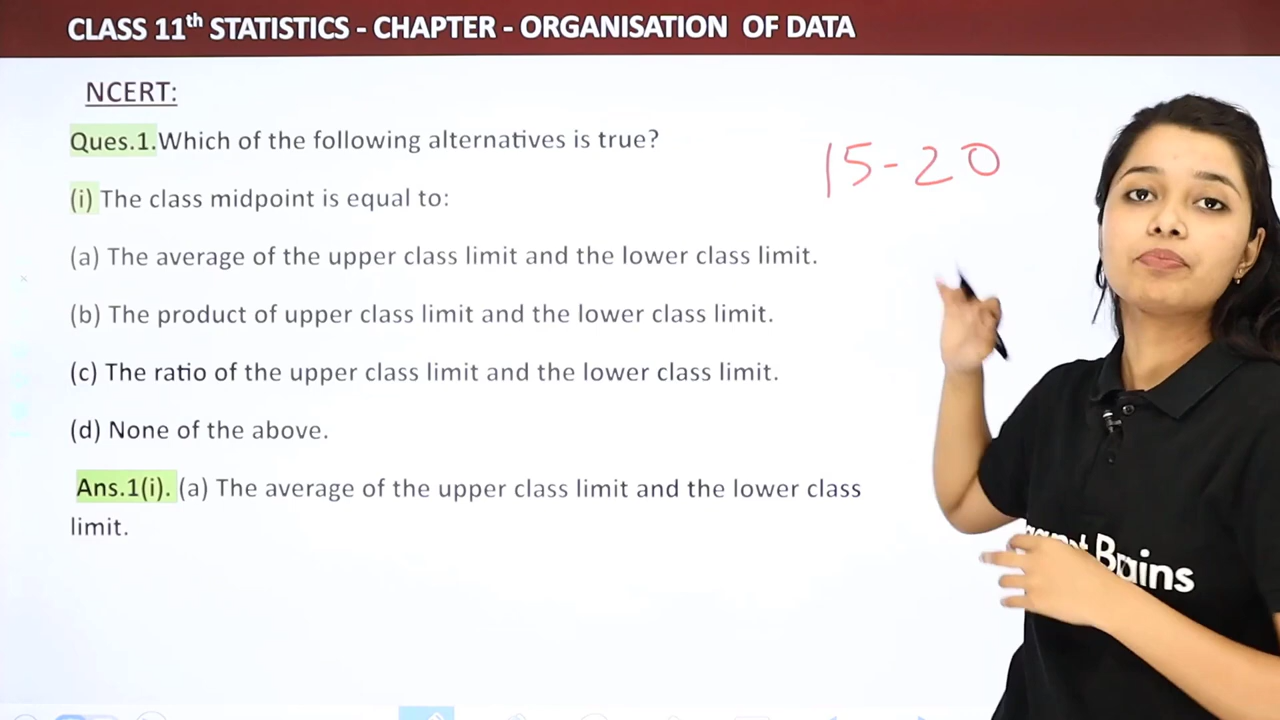 CLASS 11th STATISTICS - CHAPTER - ORGANISATION OF DATA
NCERT:
Ques.1.Which of the following alternatives is true?
15-20
(i) The class midpoint is equal to:
(a) The average of the upper class limit and the lower class limit.
(b) The product of upper class limit and the lower class limit.
(c) The ratio of the upper class limit and the lower class limit.
(d) None of the above.
Ans.1(i). (a) The average of the upper class limit and the lower class
limit.
Brains